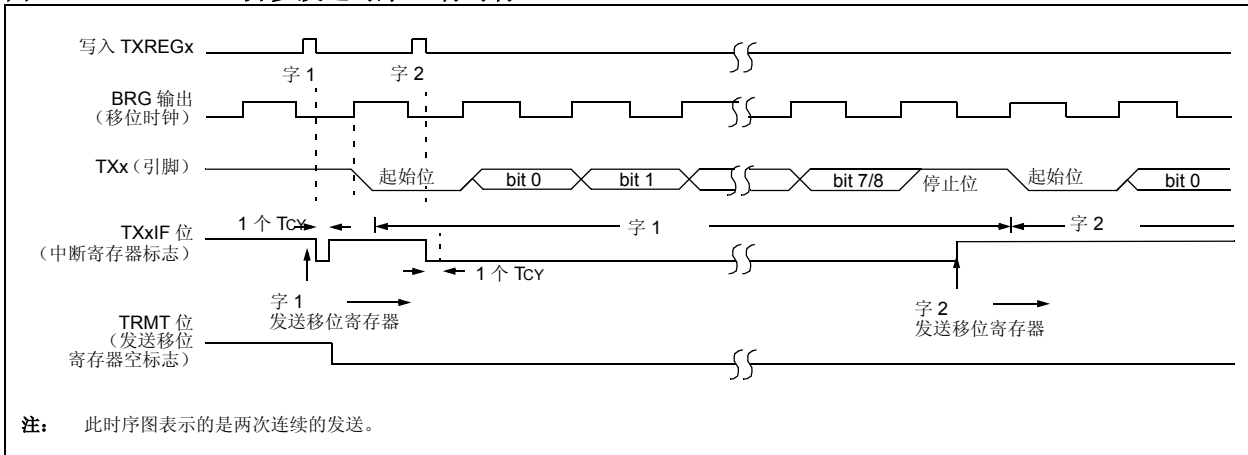 写入 TXREGx
字 1
字 2
BRG 输出
（移位时钟）
TXx（引脚）
起始位
bit 0
bit 1
bit 7/8
停止位
起始位
bit 0
TXxIF 位
（中断寄存器标志）
1 个 TCY
字 1
字 2
1 个 TCY
字 1
发送移位寄存器
字 2
发送移位寄存器
TRMT 位
（发送移位
寄存器空标志）
注： 此时序图表示的是两次连续的发送。